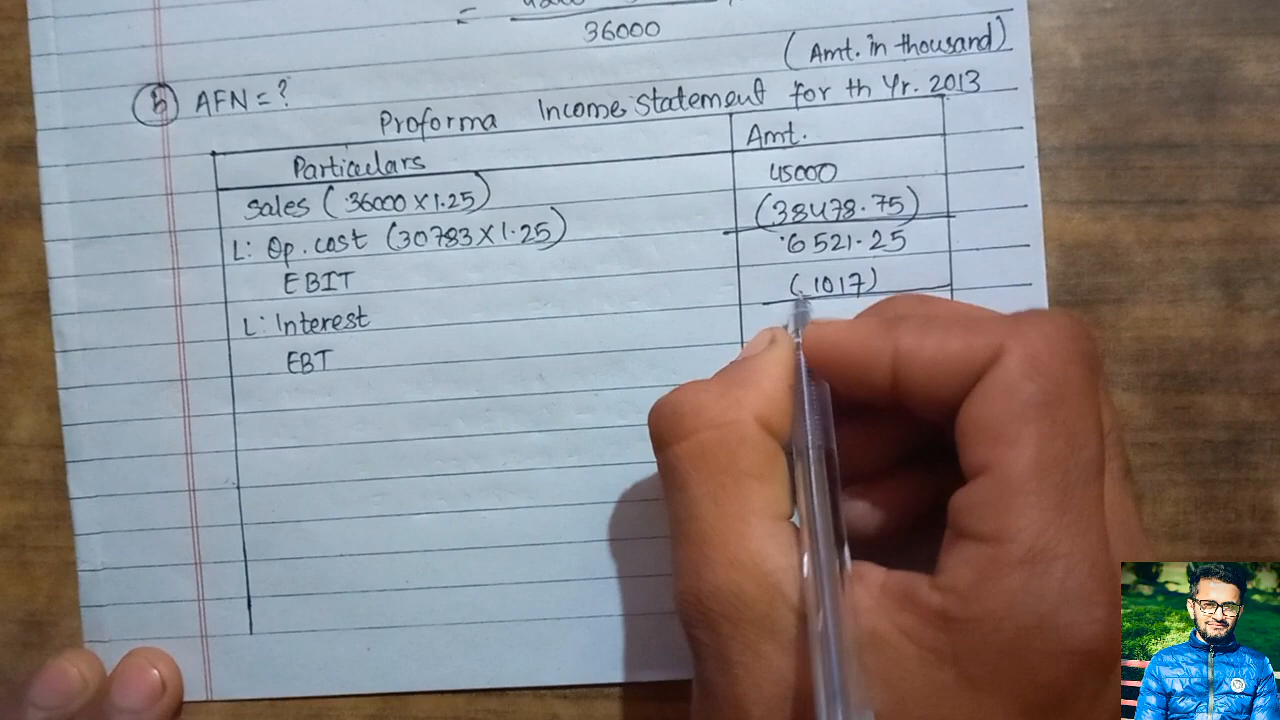 = 36000
(Amt. in thousand)
(b) AFN = ?
Proforma Income Statement for th Yr. 2013
Particulars Amt.
Sales (36000 × 1.25) 45000
L: Op. cost (30783 × 1.25) (38478.75)
EBIT 6521.25
L: Interest (1017)
EBT